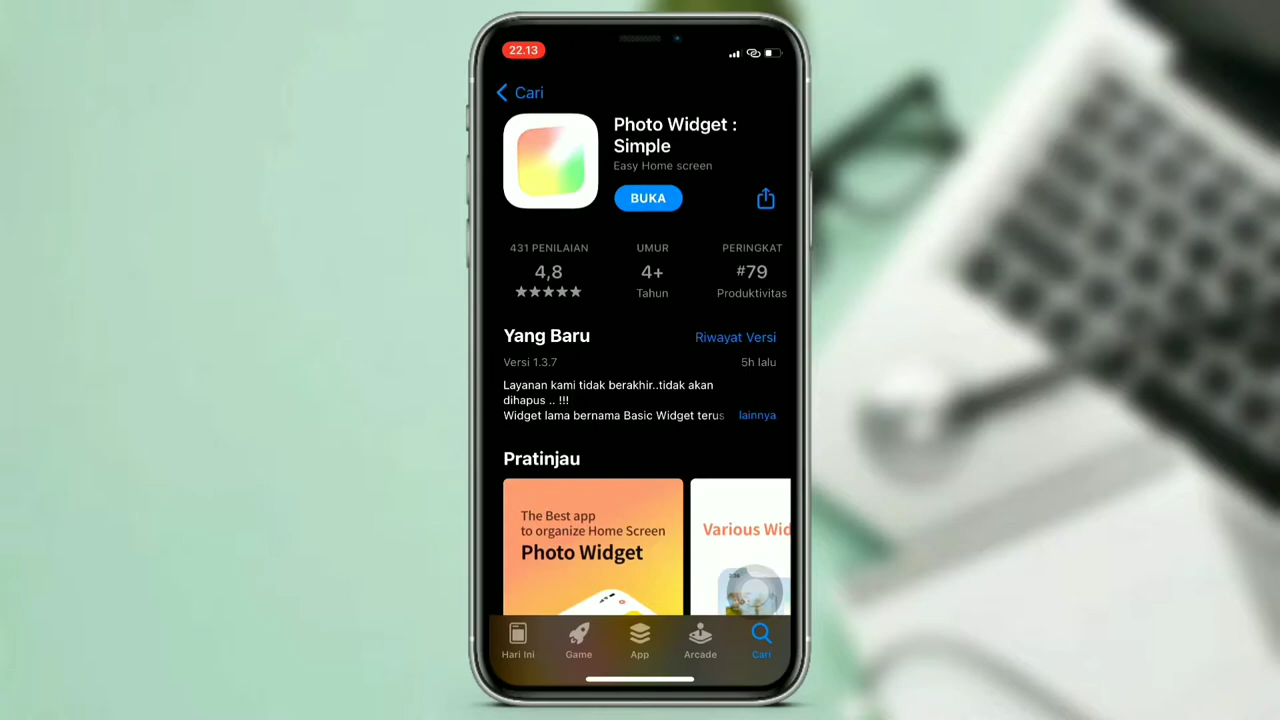 22.13
Cari
Photo Widget :
Simple
Easy Home screen
BUKA
431 PENILAIAN
UMUR
PERINGKAT
4,8
4+
#79
Tahun
Produktivitas
Yang Baru
Riwayat Versi
Versi 1.3.7
5h lalu
Layanan kami tidak berakhir..tidak akan
dihapus .. !!!
Widget lama bernama Basic Widget terus
lainnya
Pratinjau
The Best app
to organize Home Screen
Photo Widget
Various Wid
Hari Ini
Game
App
Arcade
Cari